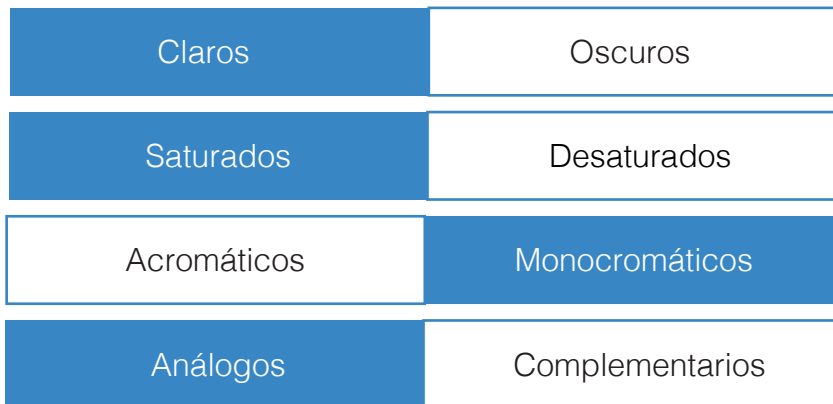 Claros Oscuros
Saturados Desaturados
Acromáticos Monocromáticos
Análogos Complementarios